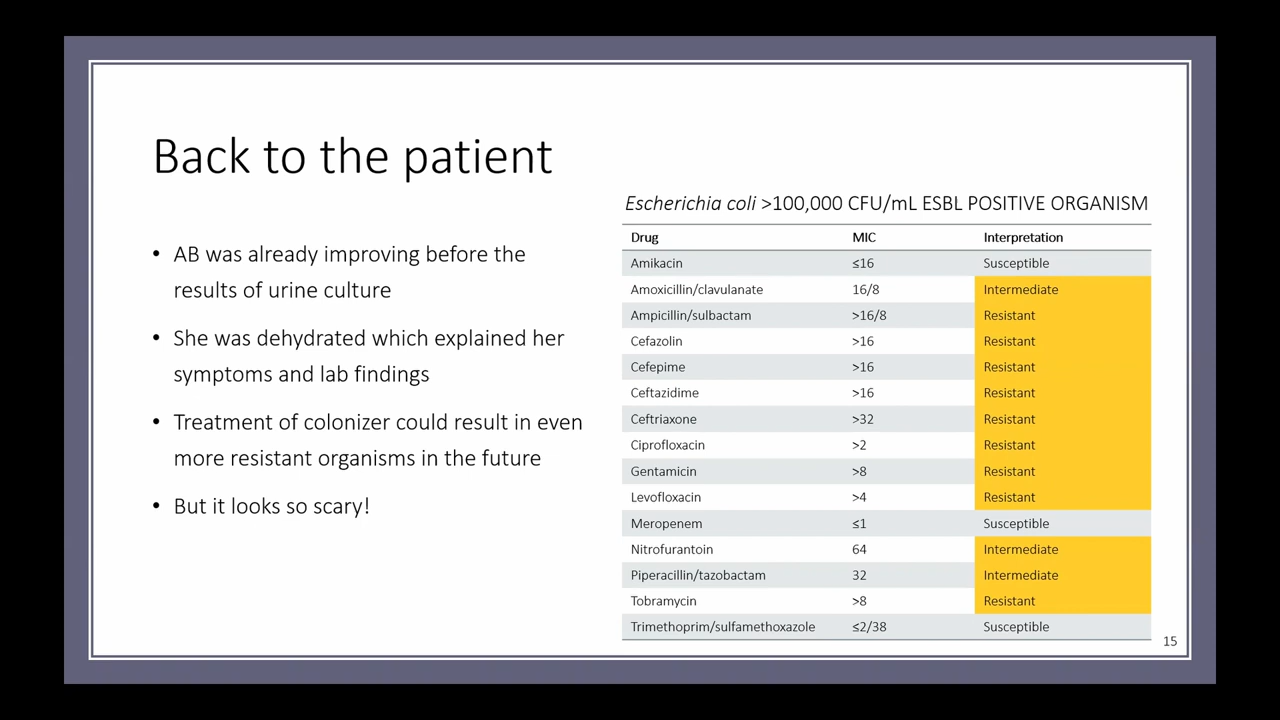 Back to the patient
• AB was already improving before the
results of urine culture
• She was dehydrated which explained her
symptoms and lab findings
• Treatment of colonizer could result in even
more resistant organisms in the future
• But it looks so scary!
Escherichia coli >100,000 CFU/mL ESBL POSITIVE ORGANISM
Drug MIC Interpretation
Amikacin ≤16 Susceptible
Amoxicillin/clavulanate 16/8 Intermediate
Ampicillin/sulbactam >16/8 Resistant
Cefazolin >16 Resistant
Cefepime >16 Resistant
Ceftazidime >16 Resistant
Ceftriaxone >32 Resistant
Ciprofloxacin >2 Resistant
Gentamicin >8 Resistant
Levofloxacin >4 Resistant
Meropenem ≤1 Susceptible
Nitrofurantoin 64 Intermediate
Piperacillin/tazobactam 32 Intermediate
Tobramycin >8 Resistant
Trimethoprim/sulfamethoxazole ≤2/38 Susceptible
15